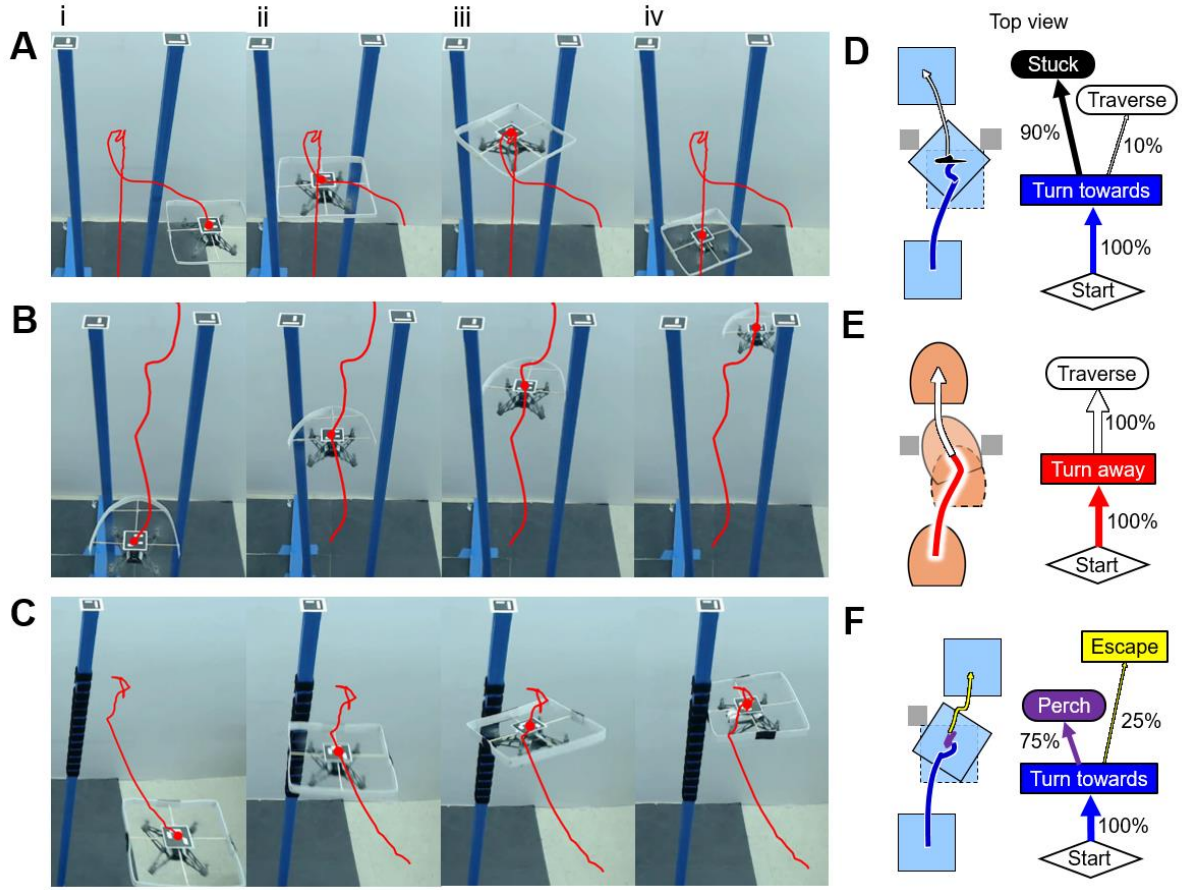 i ii iii iv
A
B
C
D
Top view
Stuck
Traverse
90%
10%
Turn towards
100%
Start
E
Traverse
100%
Turn away
100%
Start
F
Escape
Perch
25%
75%
Turn towards
100%
Start